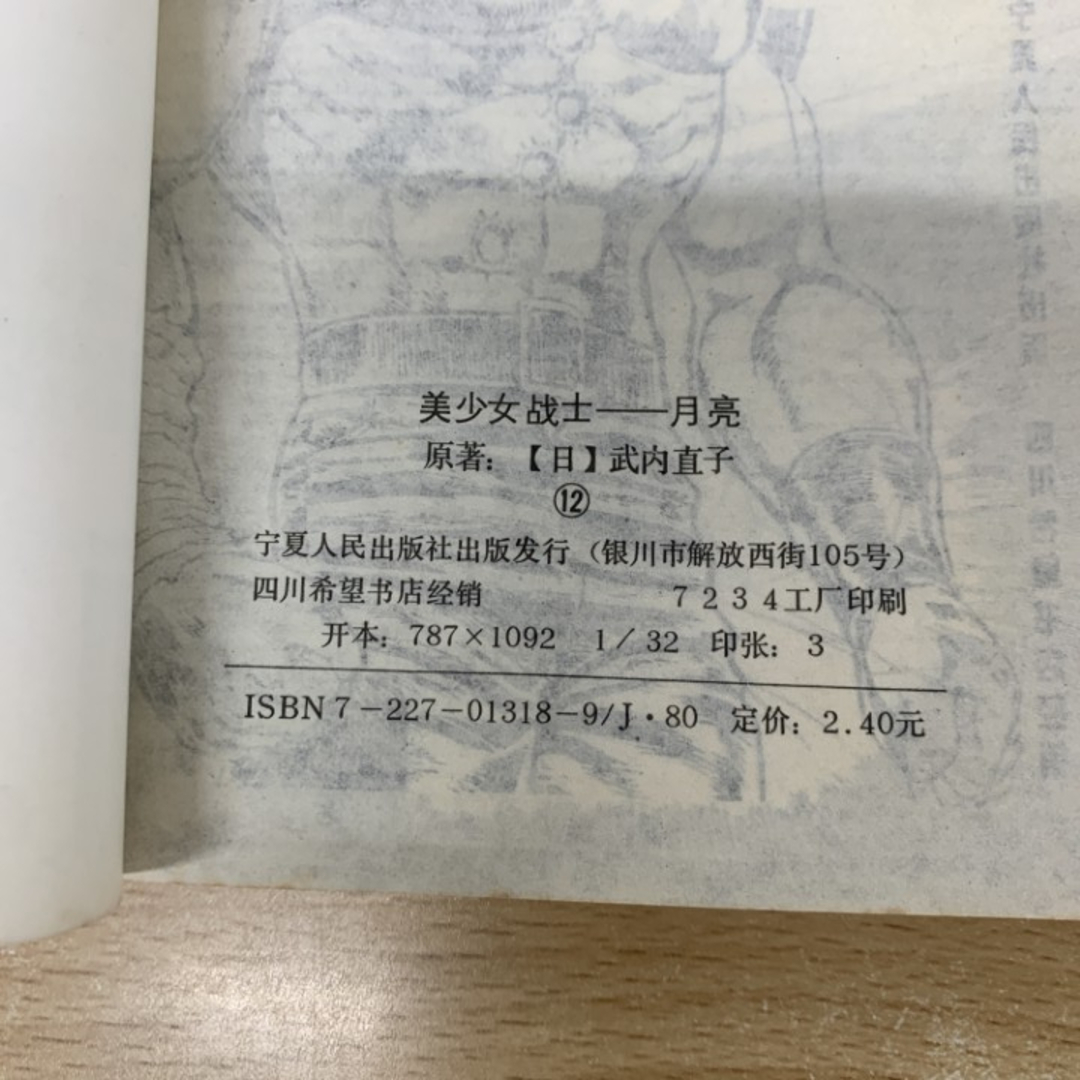 美少女战士——月亮
原著：【日】武内直子
⑫
宁夏人民出版社出版发行（银川市解放西街105号）
四川希望书店经销 7234工厂印刷
开本：787×1092 1/32 印张：3
ISBN 7-227-01318-9/J·80 定价：2.40元